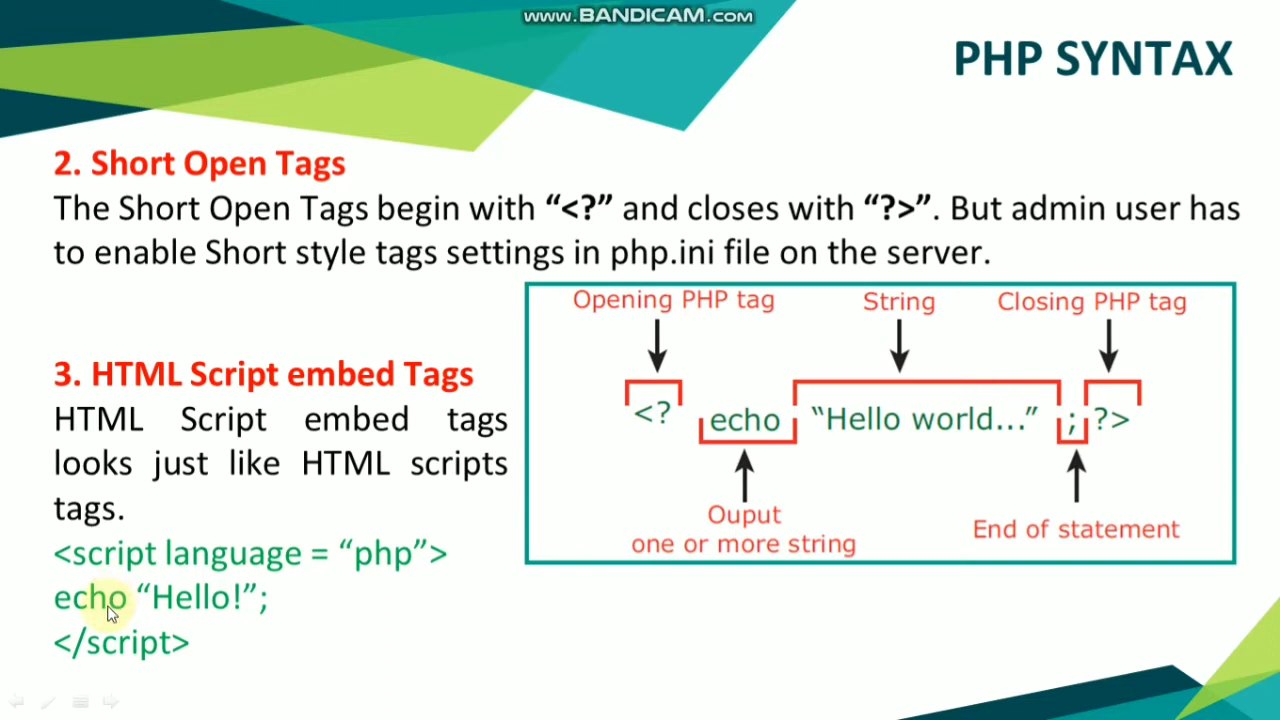 www.BANDICAM.com
PHP SYNTAX
2. Short Open Tags
The Short Open Tags begin with “<?” and closes with “?>”. But admin user has
to enable Short style tags settings in php.ini file on the server.
Opening PHP tag
String
Closing PHP tag
<?
echo
“Hello world...”
;
?>
Ouput
one or more string
End of statement
3. HTML Script embed Tags
HTML Script embed tags
looks just like HTML scripts
tags.
<script language = “php”>
echo “Hello!”;
</script>